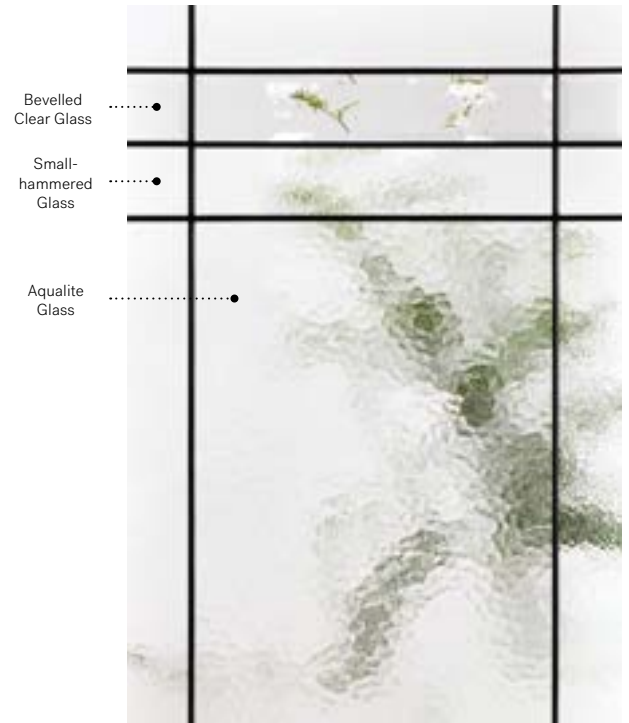 Bevelled
Clear Glass
Small-
hammered
Glass
Aqualite
Glass